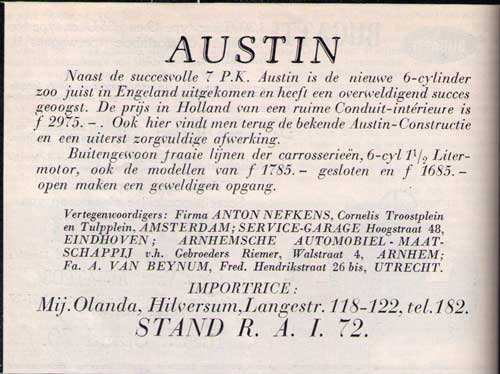 AUSTIN
Naast de succesvolle 7 P.K. Austin is de nieuwe 6-cylinder
zoo juist in Engeland uitgekomen en heeft een overweldigend succes
geoogst. De prijs in Holland van een ruime Conduit-intérieure is
f 2975.-. Ook hier vindt men terug de bekende Austin-Constructie
en een uiterst zorgvuldige afwerking.
Buitengewoon fraaie lijnen der carrosserieën, 6-cyl 1 1/2 Liter-
motor, ook de modellen van f 1785.- gesloten en f 1685.-
open maken een geweldigen opgang.
Vertegenwoordigers: Firma ANTON NEFKENS, Cornelis Troostplein
en Tulpplein, AMSTERDAM; SERVICE-GARAGE Hoogstraat 48,
EINDHOVEN; ARNHEMSCHE AUTOMOBIEL-MAAT-
SCHAPPIJ v.h. Gebroeders Riemer, Walstraat 4, ARNHEM;
Fa. A. VAN BEYNUM, Fred. Hendrikstraat 26 bis, UTRECHT.
IMPORTRICE:
Mij. Olanda, Hilversum, Langestr. 118-122, tel. 182.
STAND R. A. I. 72.